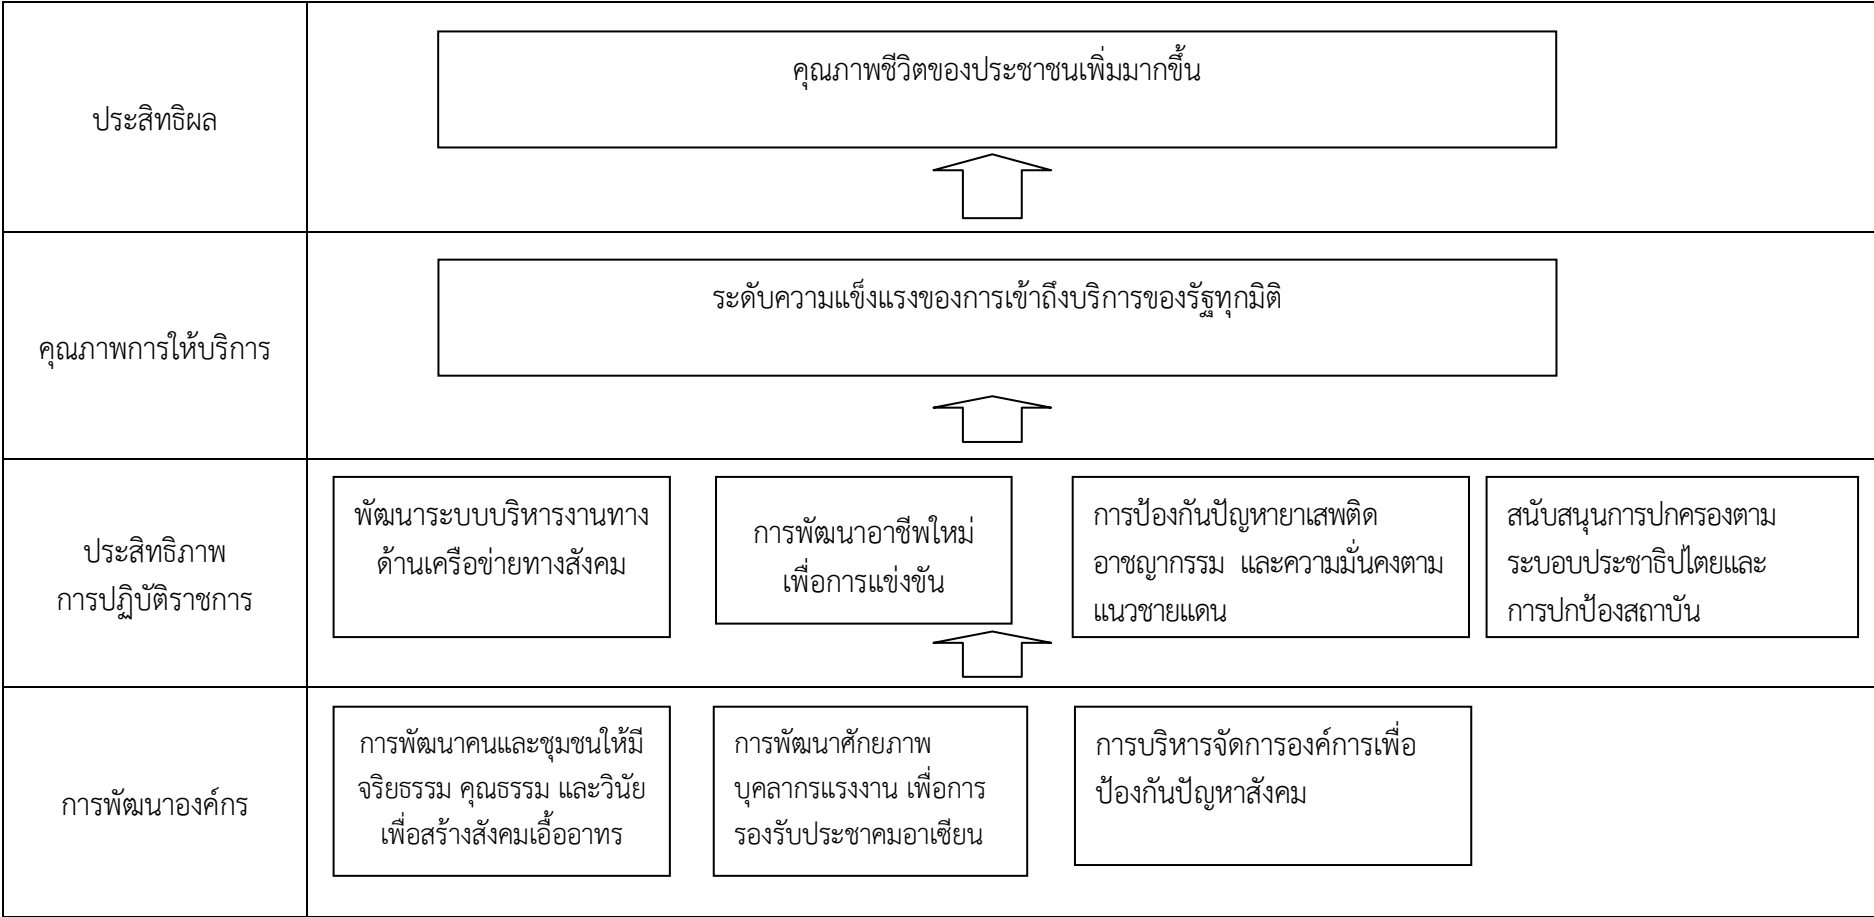 ประสิทธิผล
คุณภาพชีวิตของประชาชนเพิ่มมากขึ้น
คุณภาพการให้บริการ
ระดับความแข็งแรงของการเข้าถึงบริการของรัฐทุกมิติ
ประสิทธิภาพ
การปฏิบัติราชการ
พัฒนาระบบบริหารงานทาง
ด้านเครือข่ายทางสังคม
การพัฒนาอาชีพใหม่
เพื่อการแข่งขัน
การป้องกันปัญหายาเสพติด
อาชญากรรม และความมั่นคงตาม
แนวชายแดน
สนับสนุนการปกครองตาม
ระบอบประชาธิปไตยและ
การปกป้องสถาบัน
การพัฒนาองค์กร
การพัฒนาคนและชุมชนให้มี
จริยธรรม คุณธรรม และวินัย
เพื่อสร้างสังคมเอื้ออาทร
การพัฒนาศักยภาพ
บุคลากรแรงงาน เพื่อการ
รองรับประชาคมอาเซียน
การบริหารจัดการองค์การเพื่อ
ป้องกันปัญหาสังคม